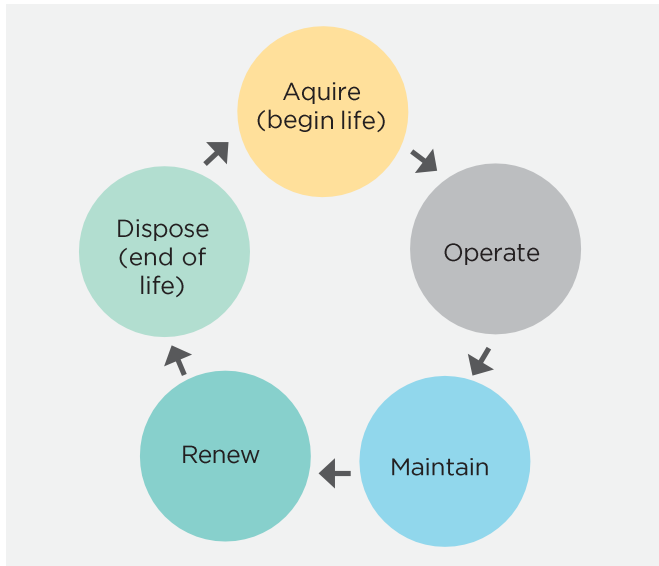 Aquire
(begin life)
Operate
Maintain
Renew
Dispose
(end of
life)